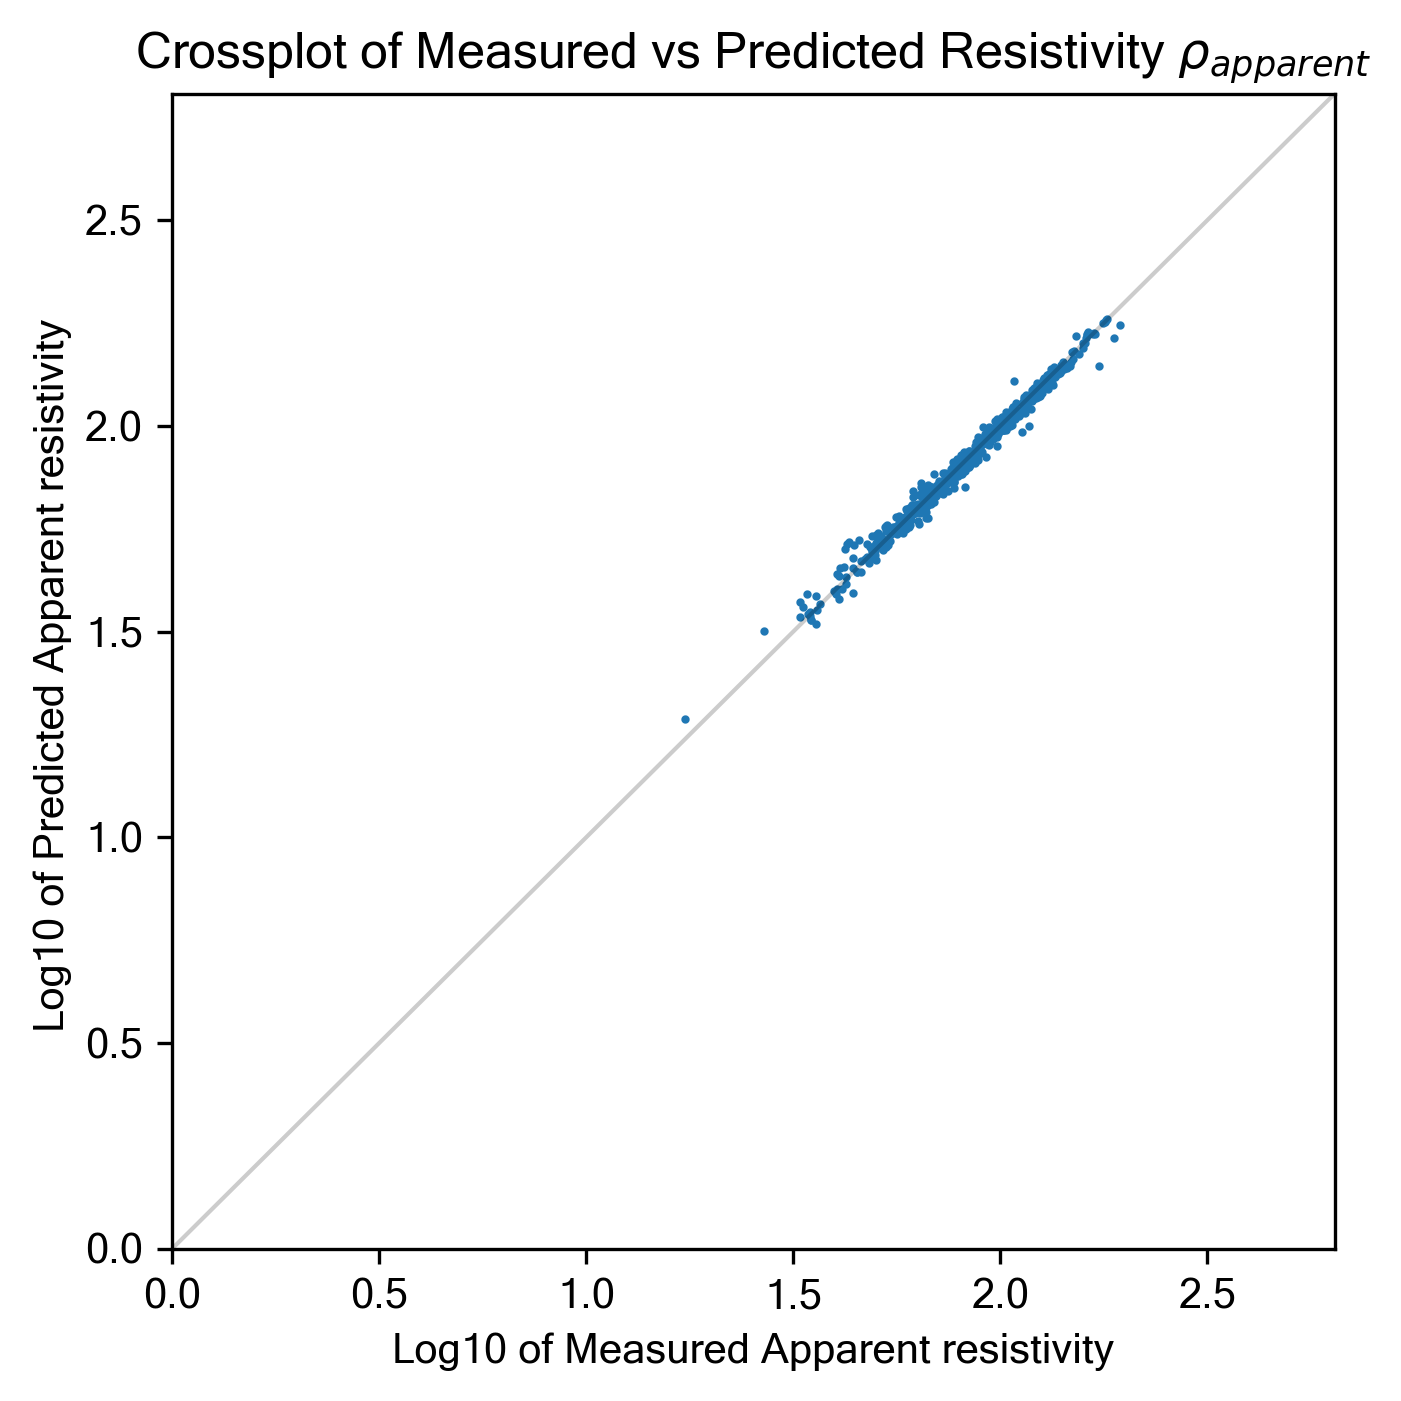 Crossplot of Measured vs Predicted Resistivity ρapparent
Log10 of Predicted Apparent resistivity
2.5
2.0
1.5
1.0
0.5
0.0
0.0 0.5 1.0 1.5 2.0 2.5
Log10 of Measured Apparent resistivity